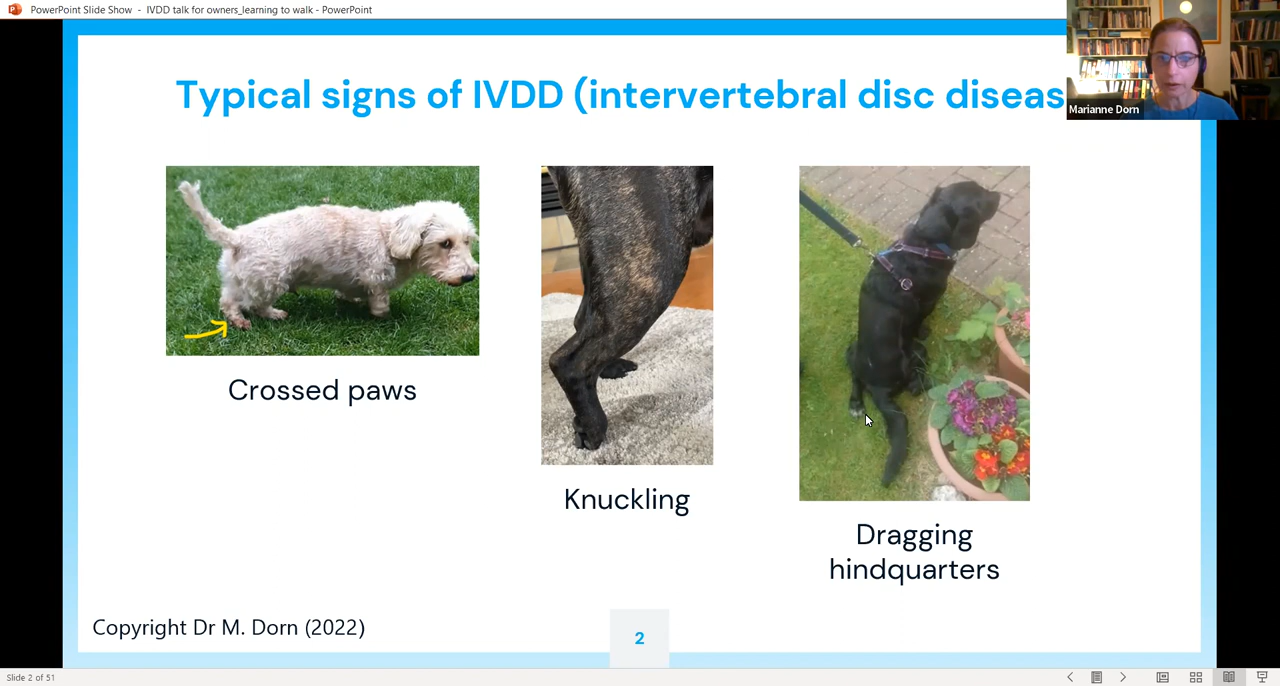 PowerPoint Slide Show - IVDD talk for owners_learning to walk - PowerPoint
Typical signs of IVDD (intervertebral disc diseas
Marianne Dorn
Crossed paws
Knuckling
Dragging
hindquarters
Copyright Dr M. Dorn (2022)
2
Slide 2 of 51